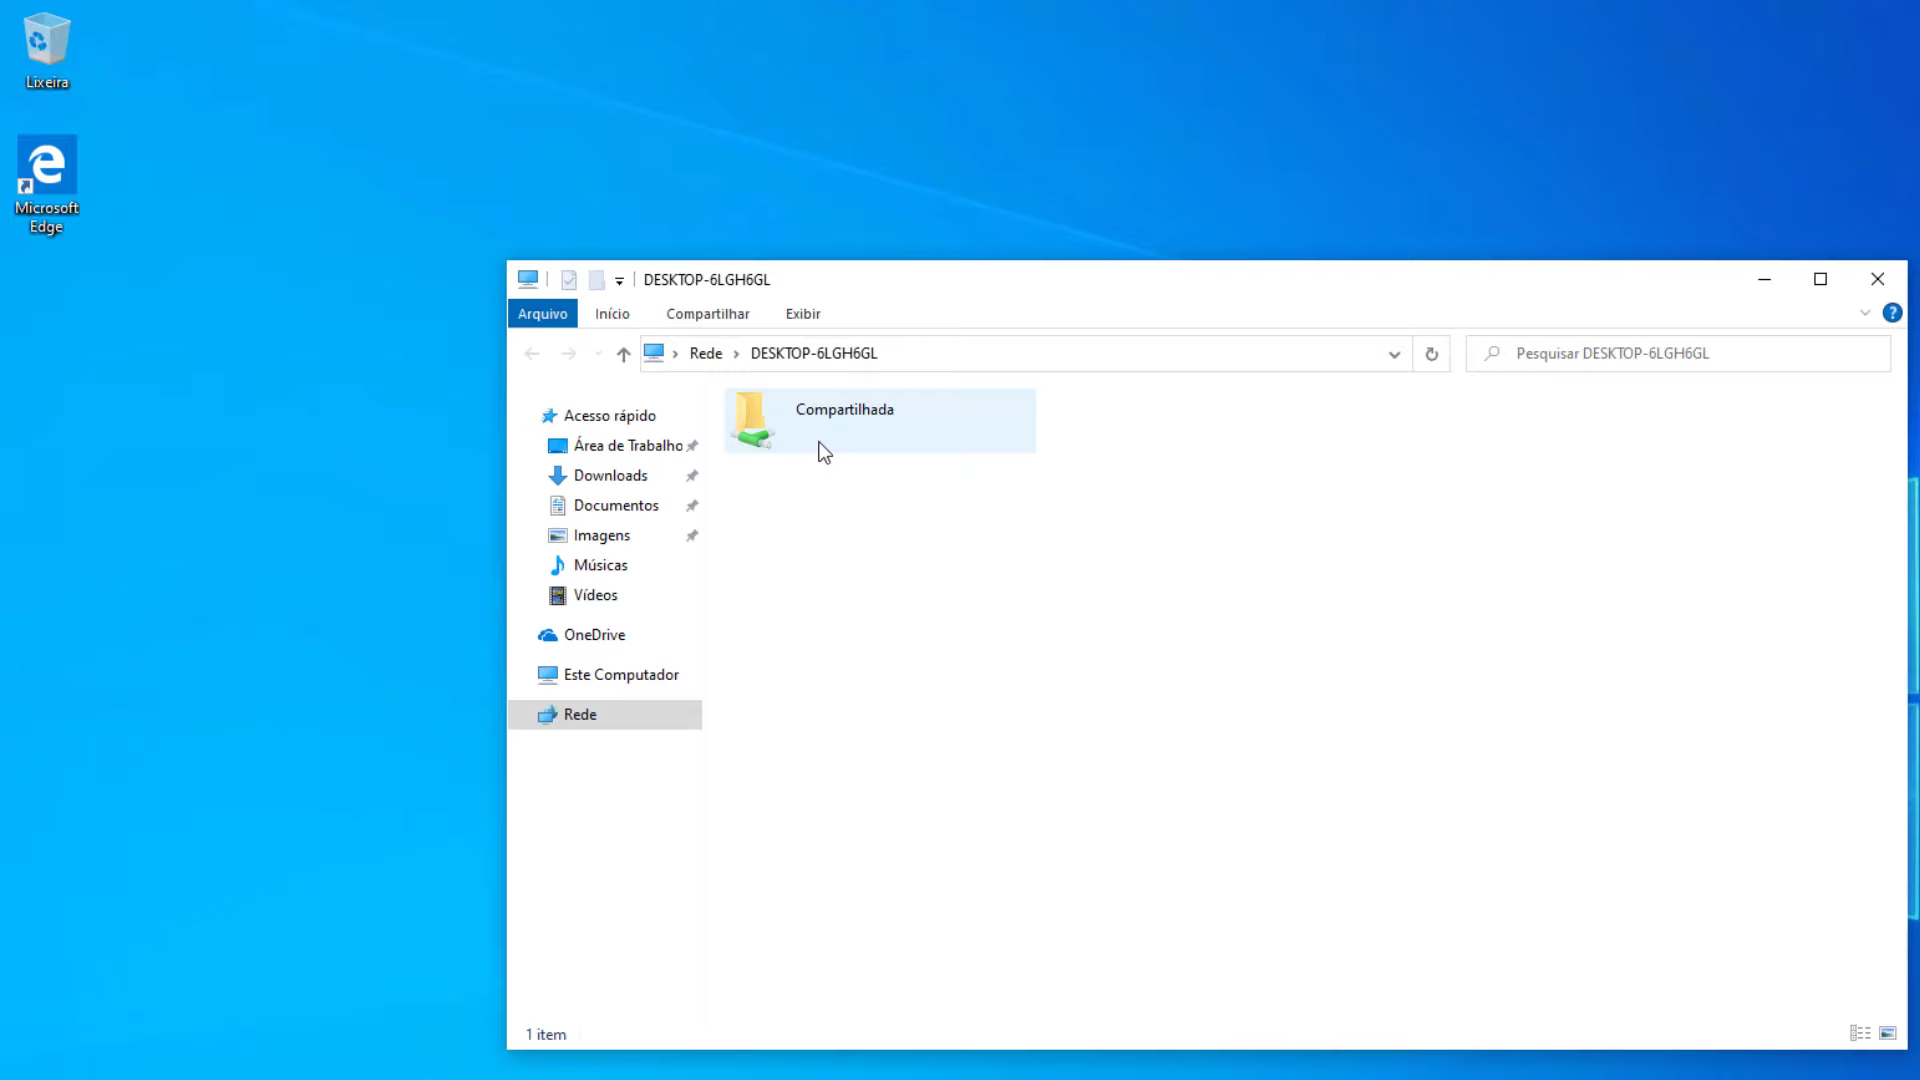 Lixeira
Microsoft
Edge
DESKTOP-6LGH6GL
Arquivo
Início
Compartilhar
Exibir
Rede
DESKTOP-6LGH6GL
Pesquisar DESKTOP-6LGH6GL
Acesso rápido
Área de Trabalho
Downloads
Documentos
Imagens
Músicas
Vídeos
OneDrive
Este Computador
Rede
Compartilhada
1 item